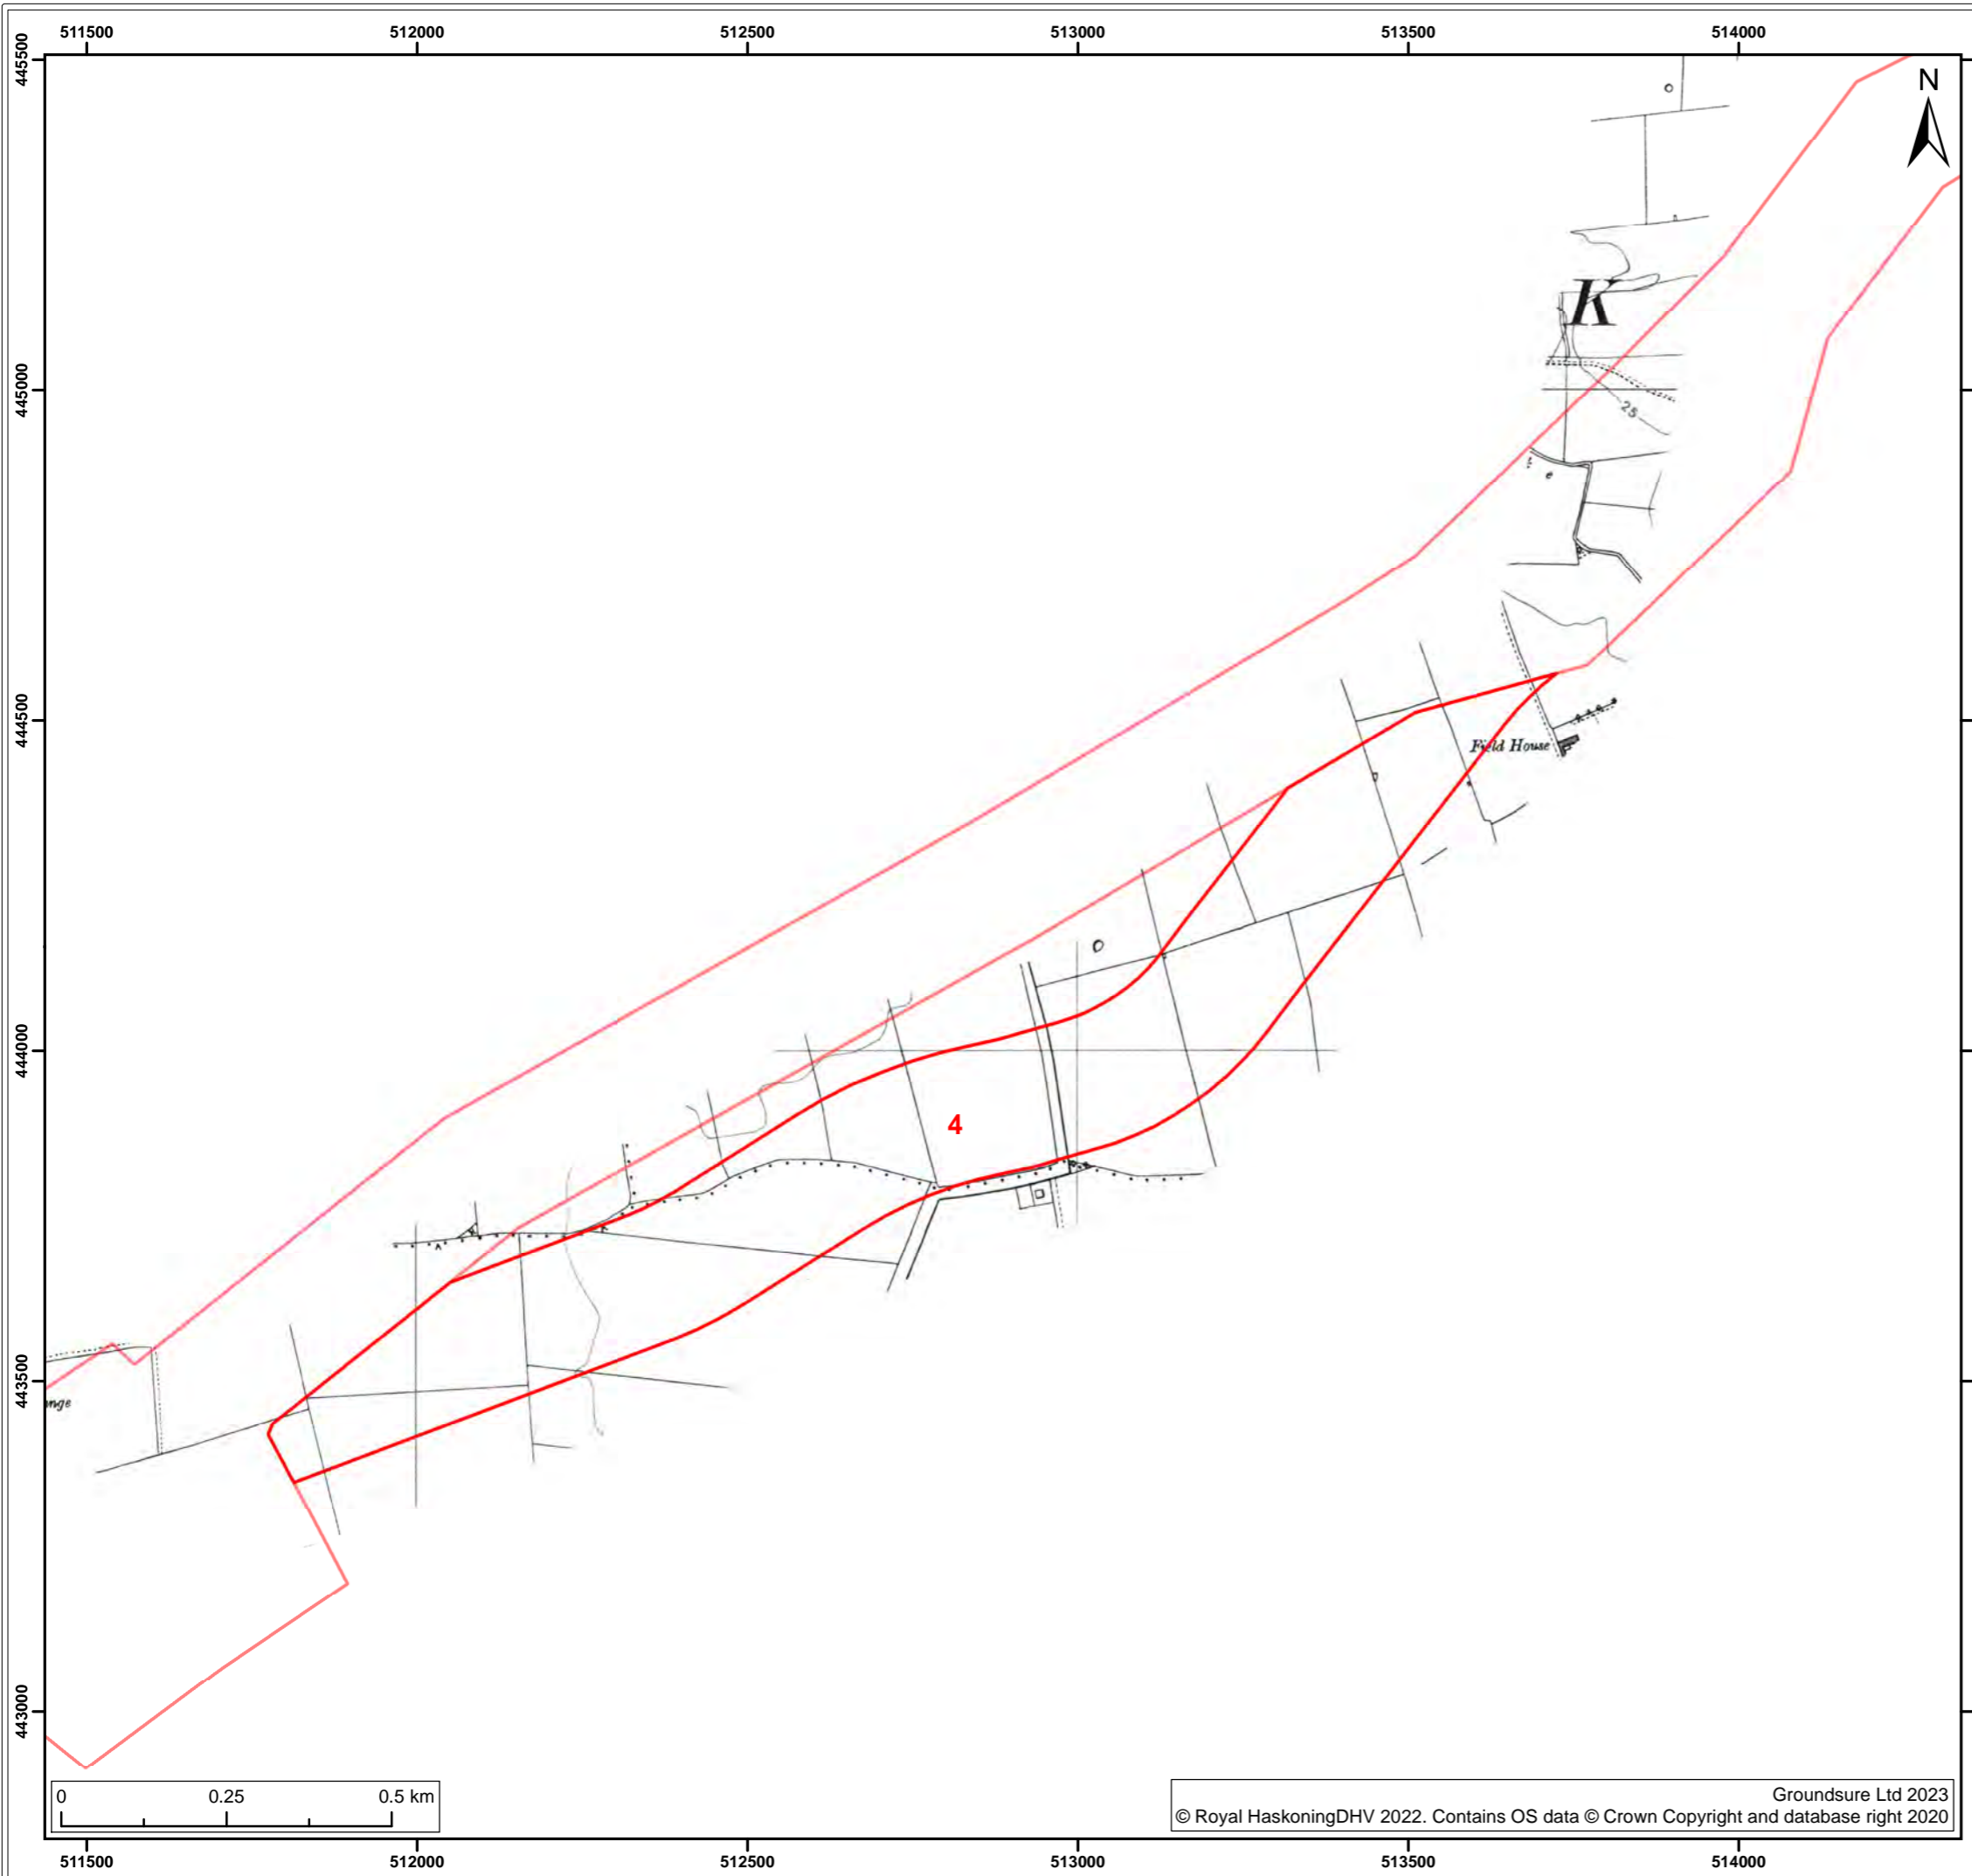 511500 512000 512500 513000 513500 514000
445500
N
K
445000
25
444500
Field House
444000
4
443500
nge
443000
0 0.25 0.5 km
Groundsure Ltd 2023
© Royal HaskoningDHV 2022. Contains OS data © Crown Copyright and database right 2020
511500 512000 512500 513000 513500 514000